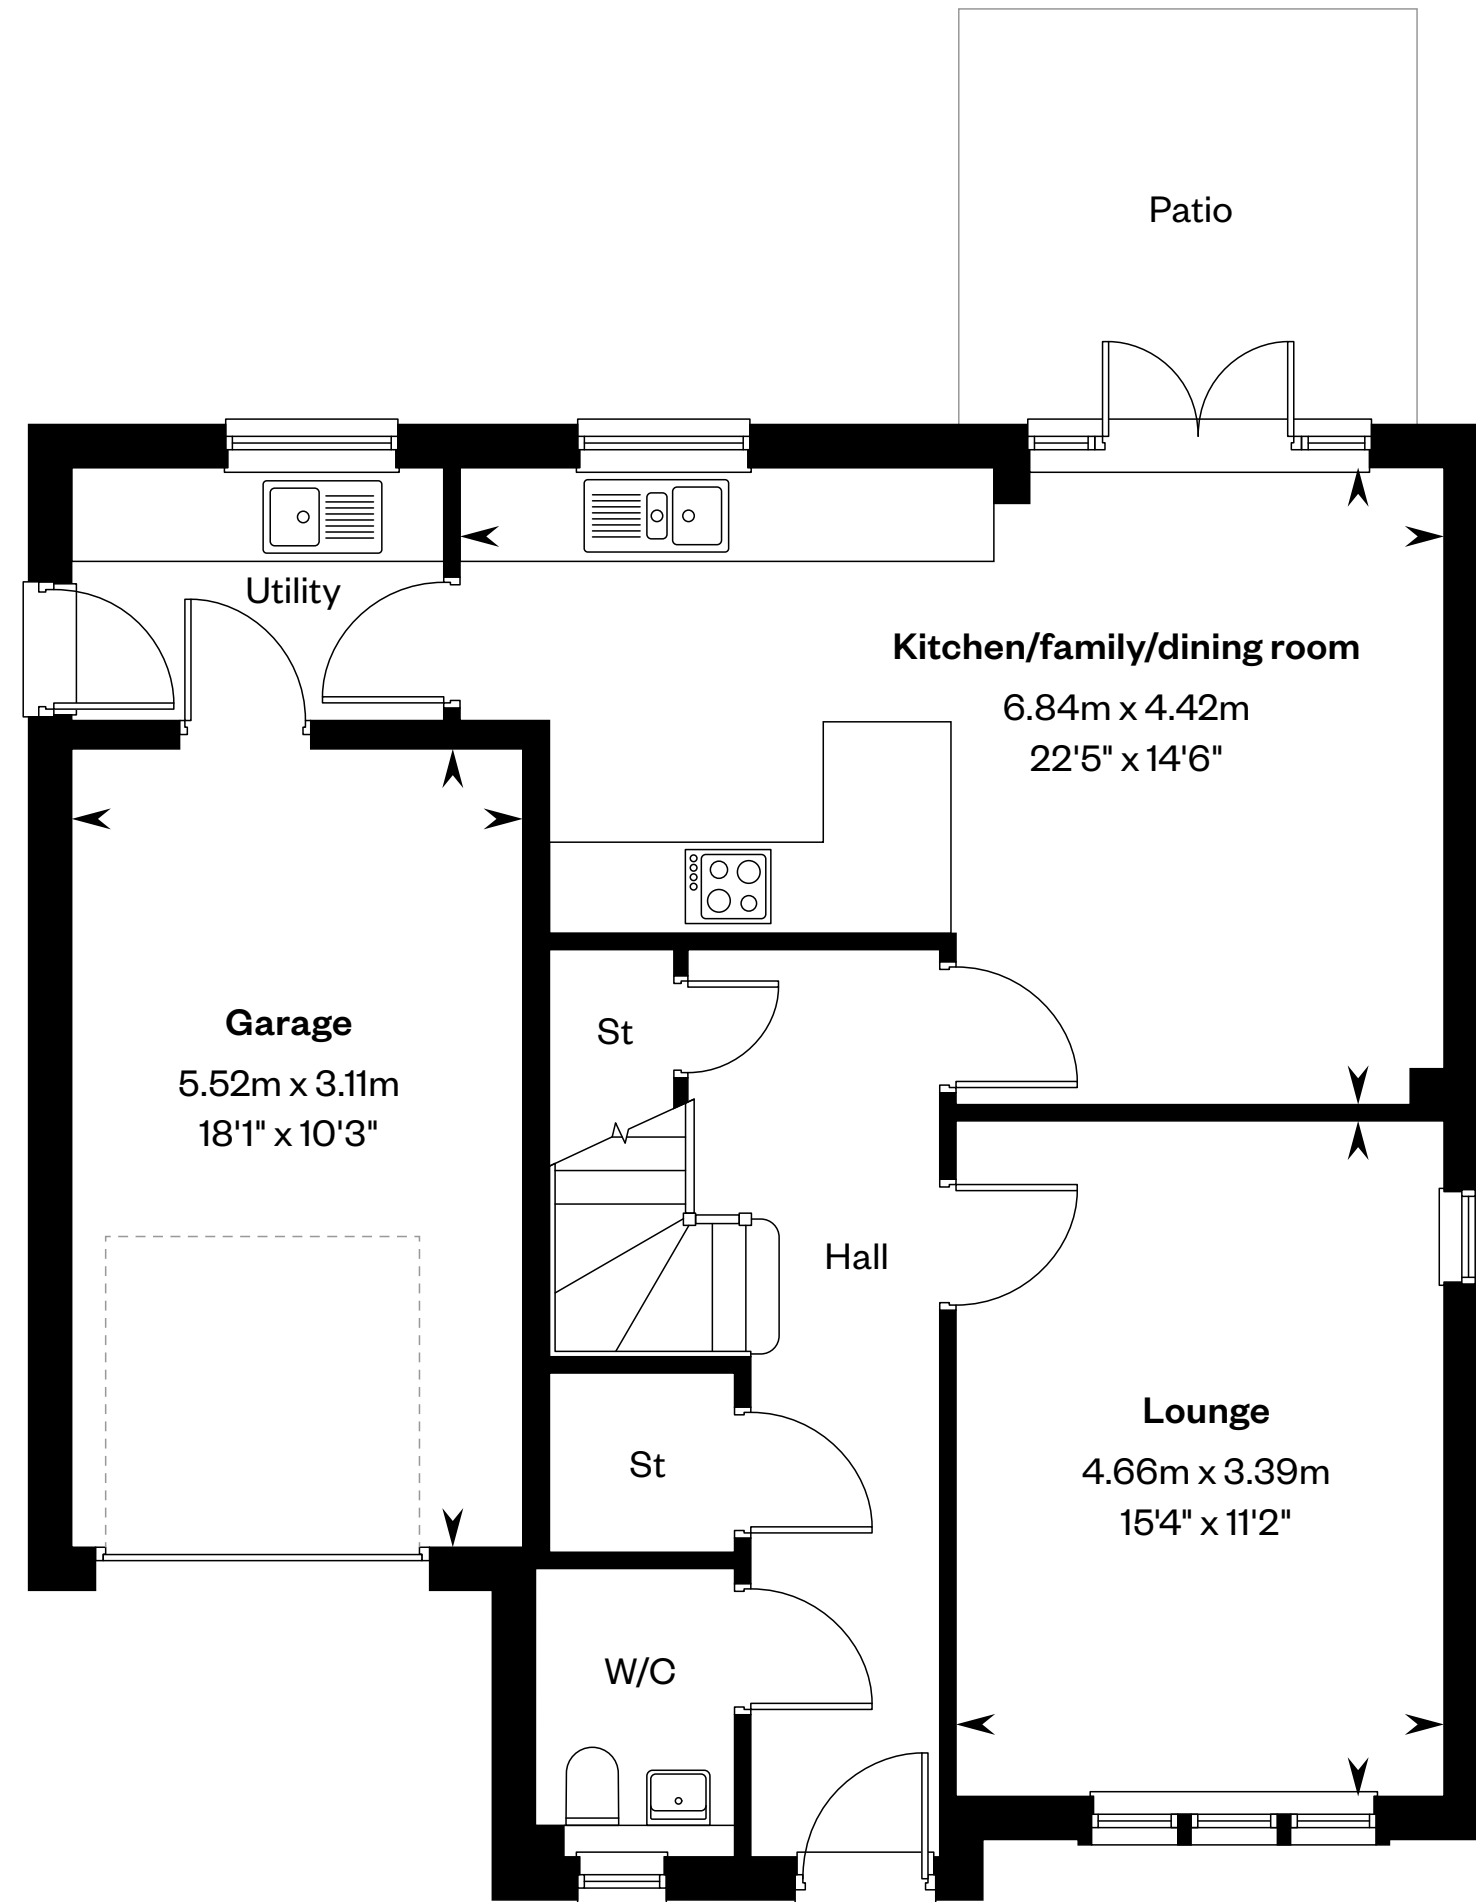 Patio
Utility
Kitchen/family/dining room
6.84m x 4.42m
22'5" x 14'6"
Garage
5.52m x 3.11m
18'1" x 10'3"
St
Hall
Lounge
4.66m x 3.39m
15'4" x 11'2"
St
W/C